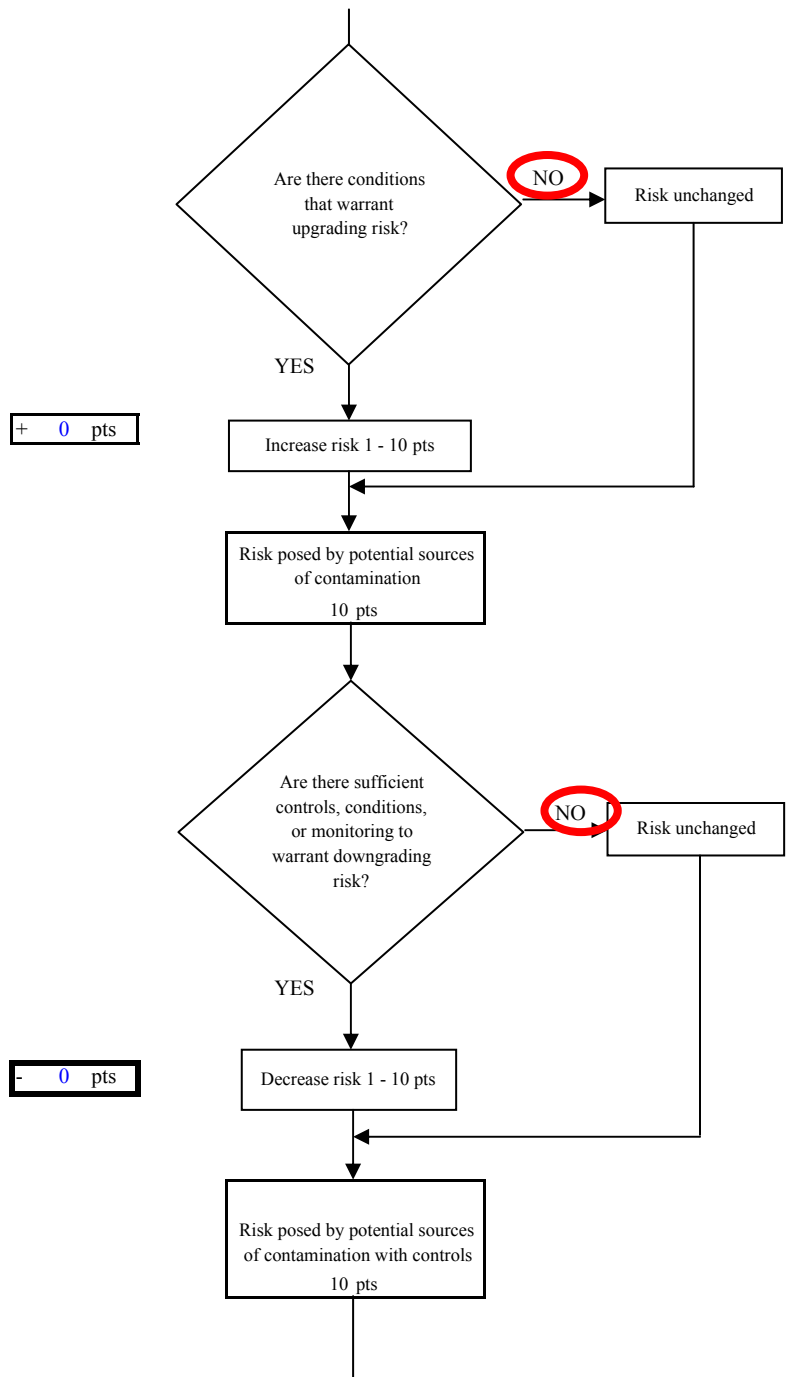 Are there conditions
that warrant
upgrading risk?
NO
Risk unchanged
YES
+ 0 pts
Increase risk 1 - 10 pts
Risk posed by potential sources
of contamination
10 pts
Are there sufficient
controls, conditions,
or monitoring to
warrant downgrading
risk?
NO
Risk unchanged
YES
- 0 pts
Decrease risk 1 - 10 pts
Risk posed by potential sources
of contamination with controls
10 pts